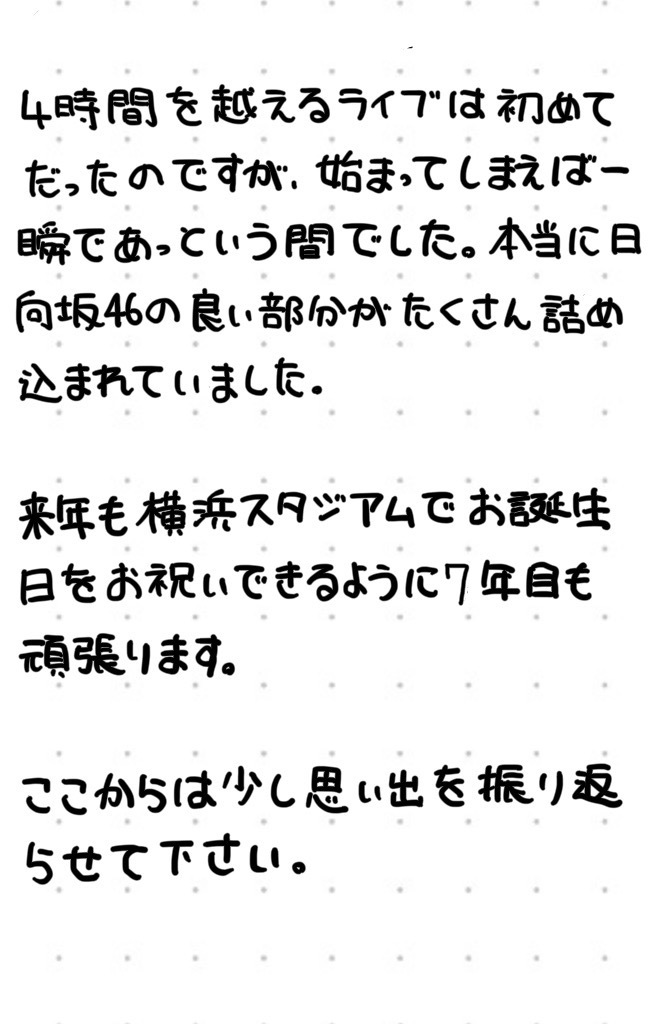 4時間を越えるライブは初めて
だったのですが、始まってしまえば一
瞬であっという間でした。本当に日
向坂46の良い部分がたくさん詰め
込まれていました。
来年も横浜スタジアムでお誕生
日をお祝いできるように7年目も
頑張ります。
ここからは少し思い出を振り返
らせて下さい。